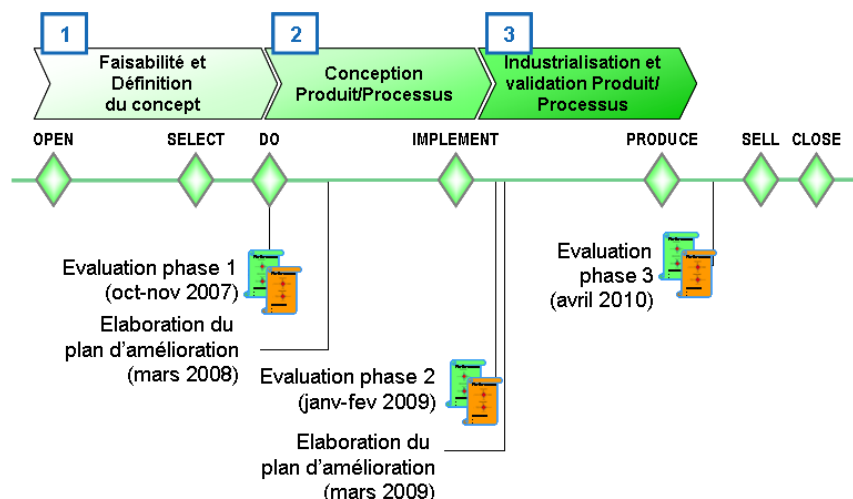 1
2
3
Faisabilité et
Définition
du concept
Conception
Produit/Processus
Industrialisation et
validation Produit/
Processus
OPEN
SELECT
DO
IMPLEMENT
PRODUCE
SELL
CLOSE
Evaluation phase 1
(oct-nov 2007)
Elaboration du
plan d'amélioration
(mars 2008)
Evaluation phase 2
(janv-fev 2009)
Elaboration du
plan d'amélioration
(mars 2009)
Evaluation
phase 3
(avril 2010)